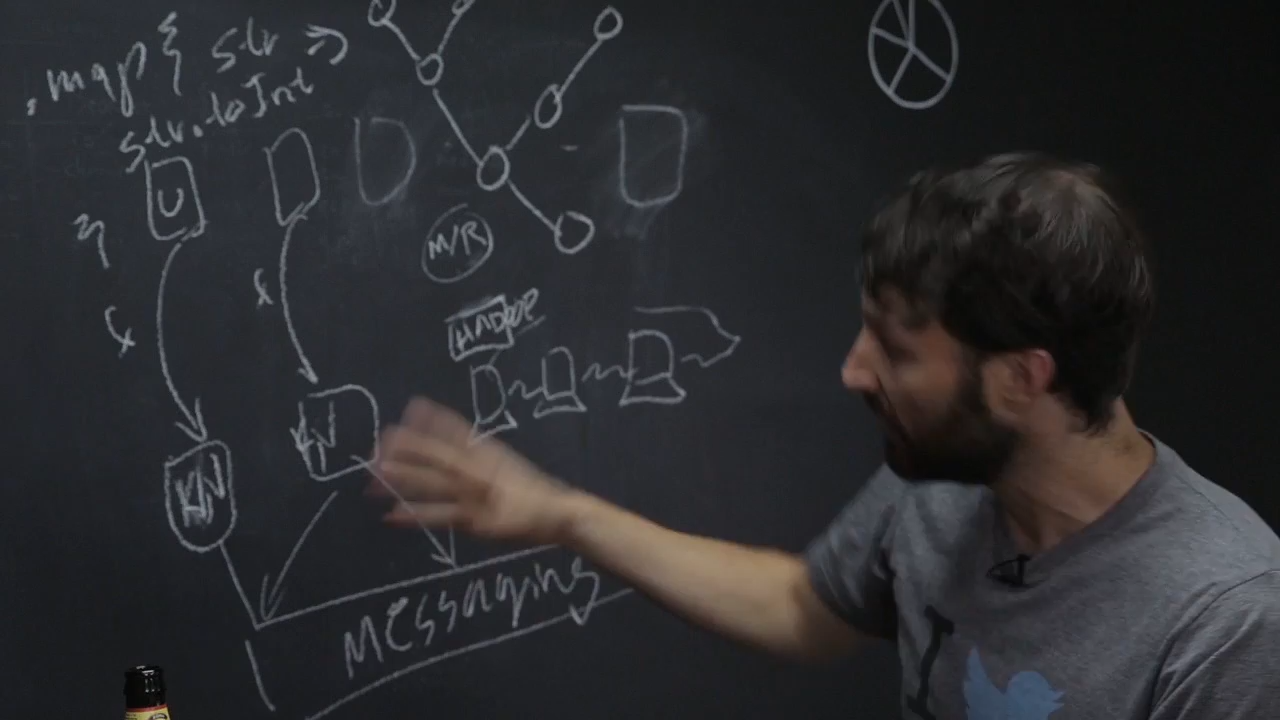 .map{ str =>
str.toInt
U
}
M/R
HADOOP
K/V
K/V
Messaging
I